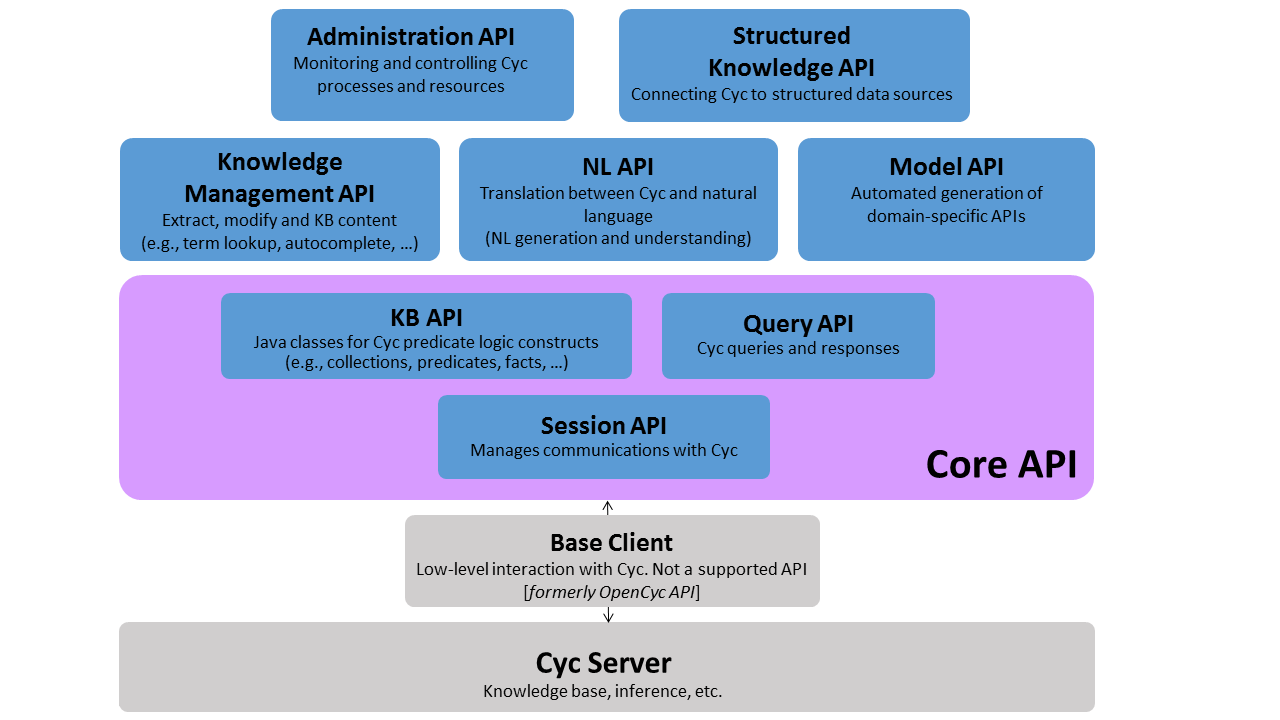 Administration API
Monitoring and controlling Cyc
processes and resources
Structured
Knowledge API
Connecting Cyc to structured data sources
Knowledge
Management API
Extract, modify and KB content
(e.g., term lookup, autocomplete, …)
NL API
Translation between Cyc and natural
language
(NL generation and understanding)
Model API
Automated generation of
domain-specific APIs
KB API
Java classes for Cyc predicate logic constructs
(e.g., collections, predicates, facts, …)
Query API
Cyc queries and responses
Session API
Manages communications with Cyc
Core API
Base Client
Low-level interaction with Cyc. Not a supported API
[formerly OpenCyc API]
Cyc Server
Knowledge base, inference, etc.